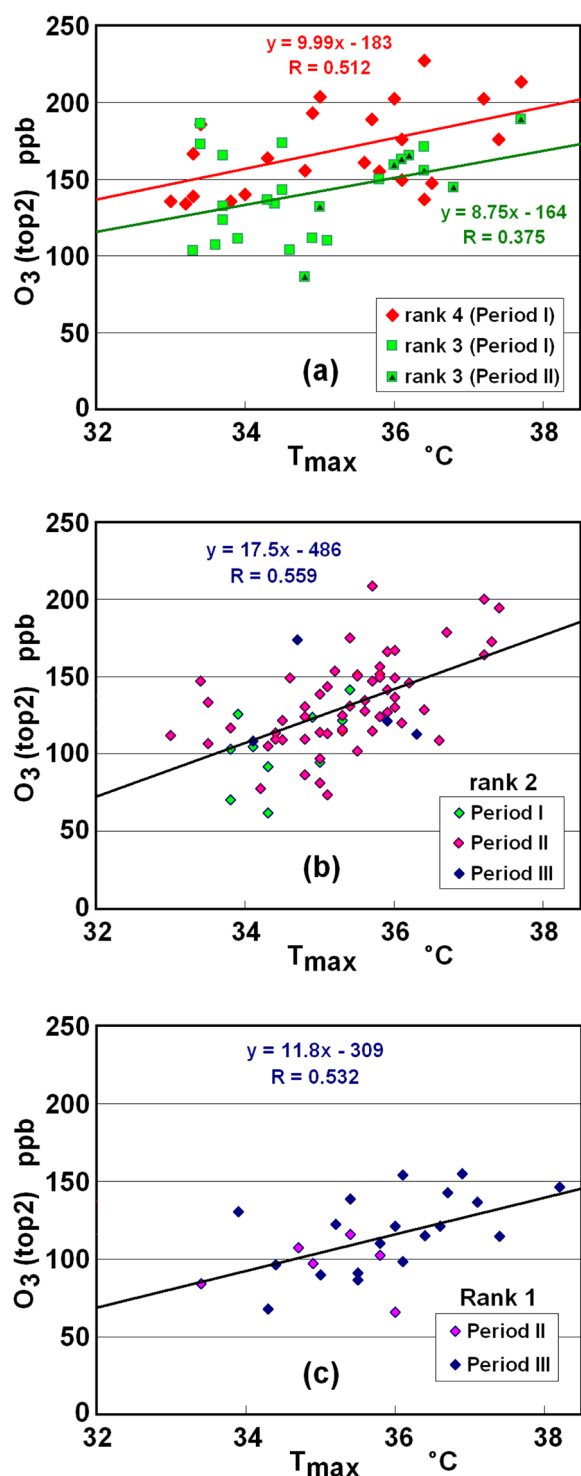 250
200
150
100
50
0
O3 (top2) ppb
y = 9.99x - 183
R = 0.512
y = 8.75x - 164
R = 0.375
rank 4 (Period I)
rank 3 (Period I)
rank 3 (Period II)
(a)
32 34 36 38
Tmax °C
250
200
150
100
50
0
O3 (top2) ppb
y = 17.5x - 486
R = 0.559
rank 2
Period I
Period II
Period III
(b)
32 34 36 38
Tmax °C
250
200
150
100
50
0
O3 (top2) ppb
y = 11.8x - 309
R = 0.532
Rank 1
Period II
Period III
(c)
32 34 36 38
Tmax °C